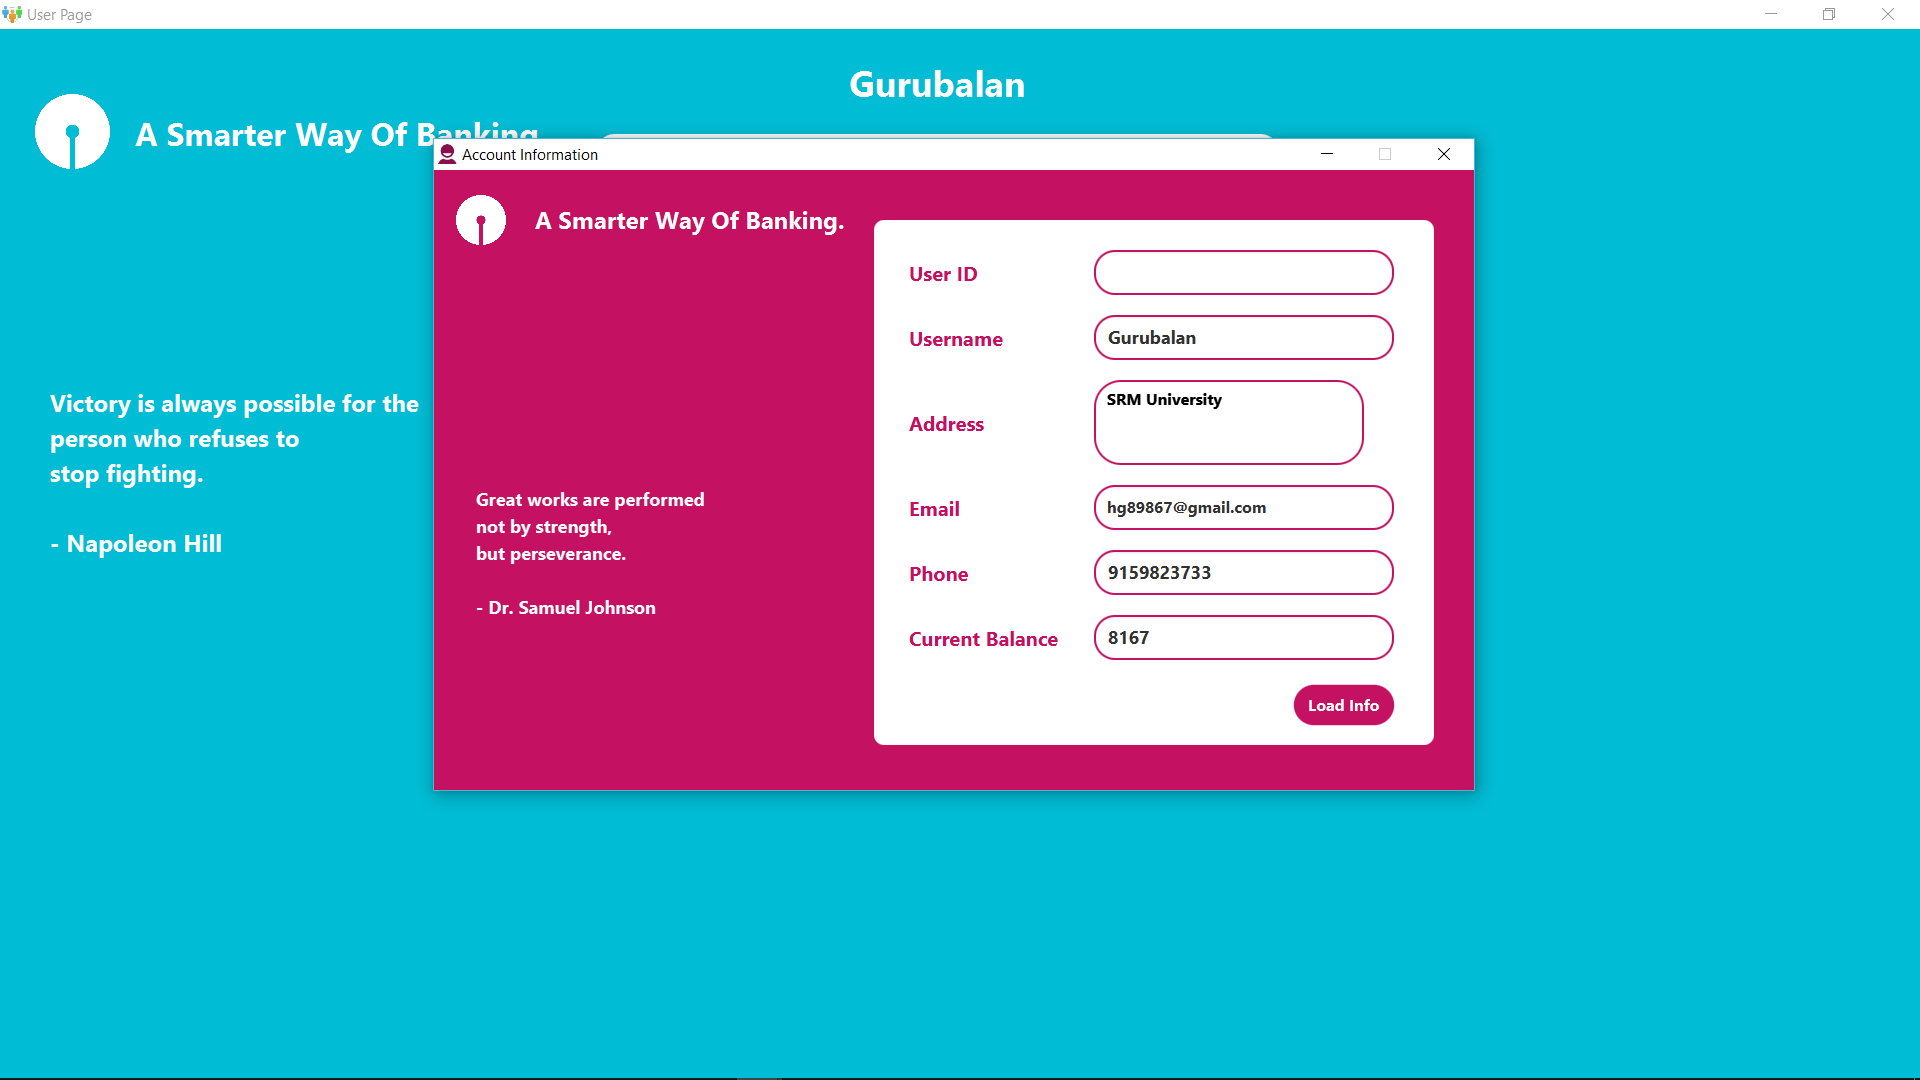 User Page
Gurubalan
A Smarter Way Of Banking
Victory is always possible for the
person who refuses to
stop fighting.
- Napoleon Hill
Account Information
A Smarter Way Of Banking.
Great works are performed
not by strength,
but perseverance.
- Dr. Samuel Johnson
User ID
Username
Gurubalan
Address
SRM University
Email
hg89867@gmail.com
Phone
9159823733
Current Balance
8167
Load Info